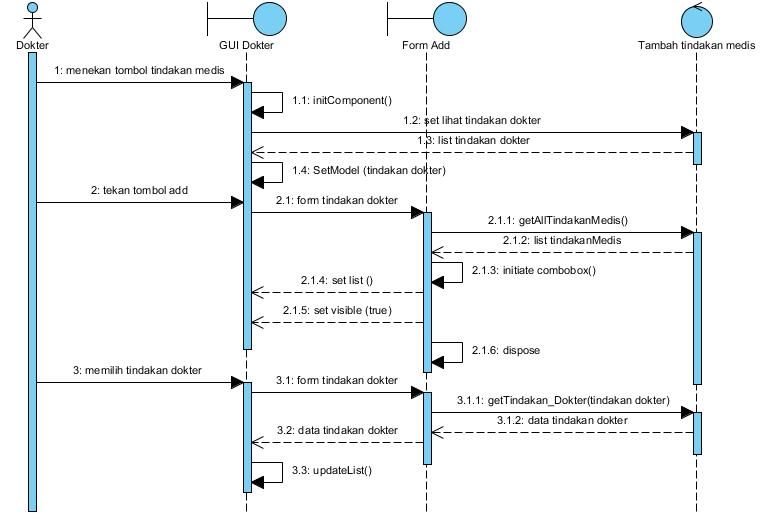 Dokter
GUI Dokter
Form Add
Tambah tindakan medis
1: menekan tombol tindakan medis
1.1: initComponent()
1.2: set lihat tindakan dokter
1.3: list tindakan dokter
1.4: SetModel (tindakan dokter)
2: tekan tombol add
2.1: form tindakan dokter
2.1.1: getAllTindakanMedis()
2.1.2: list tindakanMedis
2.1.3: initiate combobox()
2.1.4: set list ()
2.1.5: set visible (true)
2.1.6: dispose
3: memilih tindakan dokter
3.1: form tindakan dokter
3.1.1: getTindakan_Dokter(tindakan dokter)
3.1.2: data tindakan dokter
3.2: data tindakan dokter
3.3: updateList()